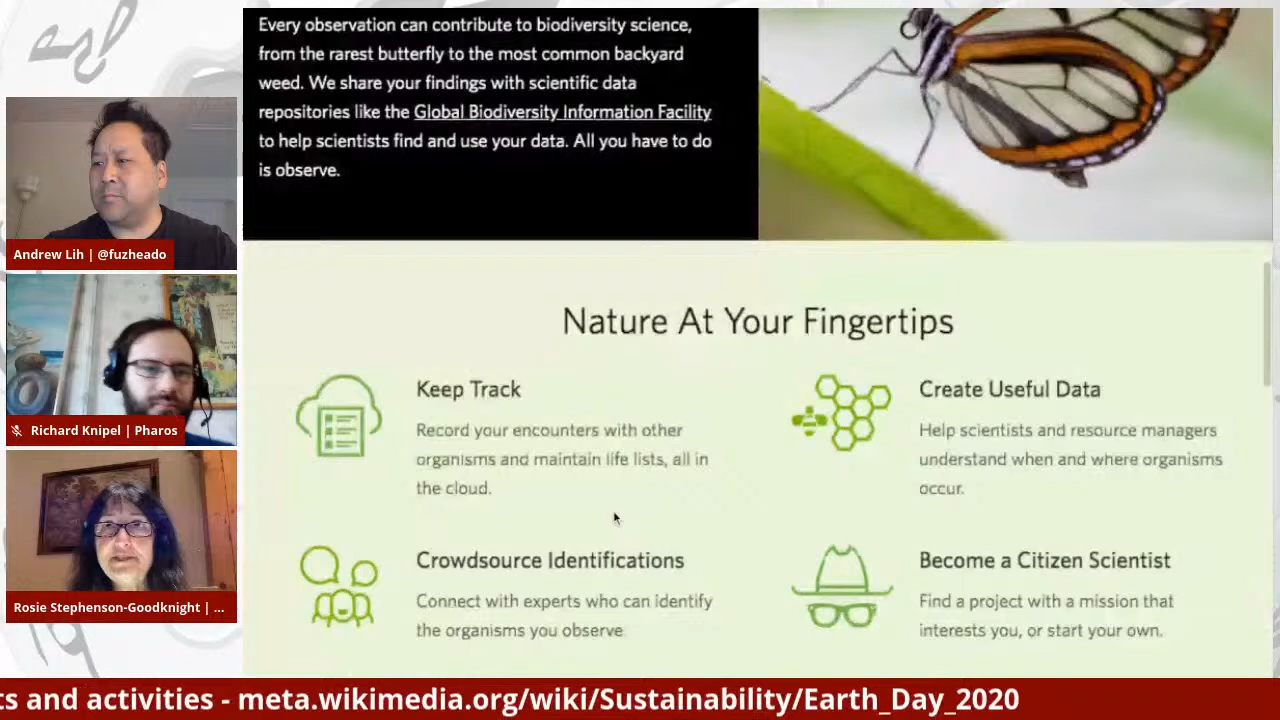 Every observation can contribute to biodiversity science,
from the rarest butterfly to the most common backyard
weed. We share your findings with scientific data
repositories like the Global Biodiversity Information Facility
to help scientists find and use your data. All you have to do
is observe.
Andrew Lih | @fuzheado
Richard Knipel | Pharos
Rosie Stephenson-Goodknight | ...
Nature At Your Fingertips
Keep Track
Record your encounters with other
organisms and maintain life lists, all in
the cloud.
Create Useful Data
Help scientists and resource managers
understand when and where organisms
occur.
Crowdsource Identifications
Connect with experts who can identify
the organisms you observe.
Become a Citizen Scientist
Find a project with a mission that
interests you, or start your own.
ts and activities - meta.wikimedia.org/wiki/Sustainability/Earth_Day_2020